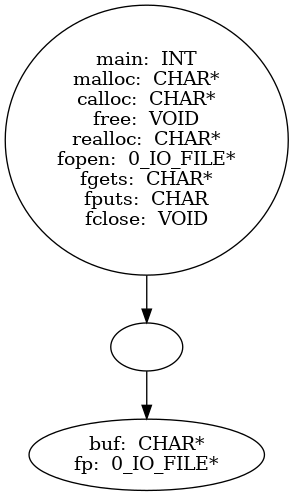 main:  INT
malloc:  CHAR*
calloc:  CHAR*
free:  VOID
realloc:  CHAR*
fopen:  0_IO_FILE*
fgets:  CHAR*
fputs:  CHAR
fclose:  VOID
buf:  CHAR*
fp:  0_IO_FILE*